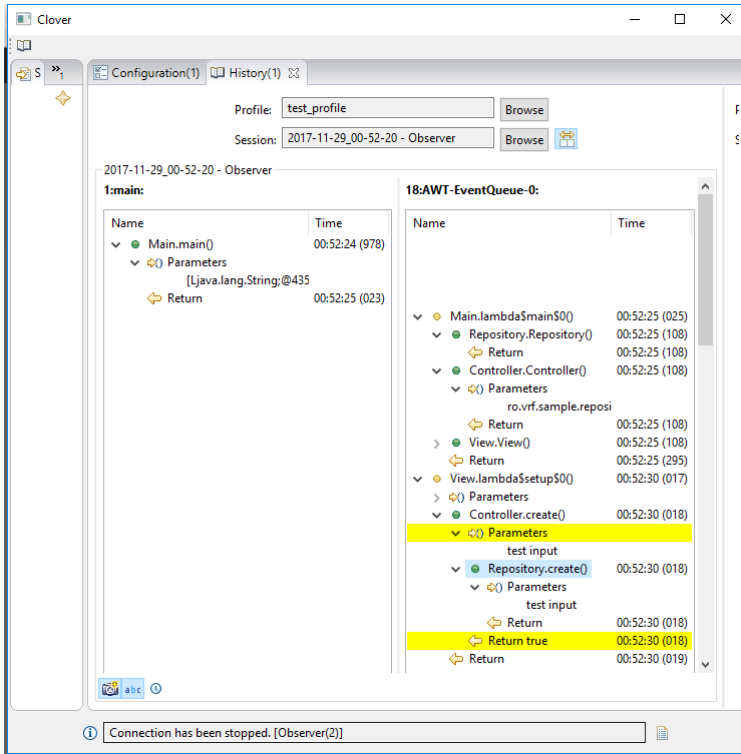 Clover
S »1
Configuration(1) History(1)
Profile: test_profile Browse
Session: 2017-11-29_00-52-20 - Observer Browse
2017-11-29_00-52-20 - Observer
1:main:
Name Time
Main.main() 00:52:24 (978)
Parameters
[Ljava.lang.String;@435
Return 00:52:25 (023)
18:AWT-EventQueue-0:
Name Time
Main.lambda$main$0() 00:52:25 (025)
Repository.Repository() 00:52:25 (108)
Return 00:52:25 (108)
Controller.Controller() 00:52:25 (108)
Parameters
ro.vrf.sample.reposi
Return 00:52:25 (108)
View.View() 00:52:25 (108)
Return 00:52:25 (295)
View.lambda$setup$0() 00:52:30 (017)
Parameters
Controller.create() 00:52:30 (018)
Parameters
test input
Repository.create() 00:52:30 (018)
Parameters
test input
Return 00:52:30 (018)
Return true 00:52:30 (018)
Return 00:52:30 (019)
abc
Connection has been stopped. [Observer(2)]